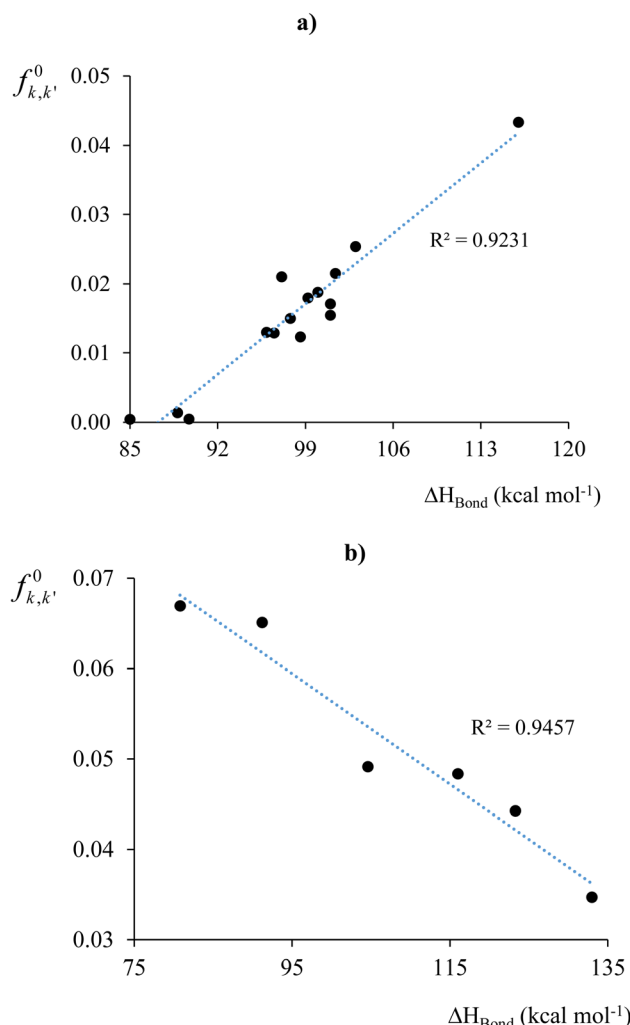 a)
f⁰ₖ,ₖ'
0.05
0.04
0.03
0.02
0.01
0.00
R² = 0.9231
85 92 99 106 113 120
ΔH_Bond (kcal mol⁻¹)
b)
f⁰ₖ,ₖ'
0.07
0.06
0.05
0.04
0.03
R² = 0.9457
75 95 115 135
ΔH_Bond (kcal mol⁻¹)